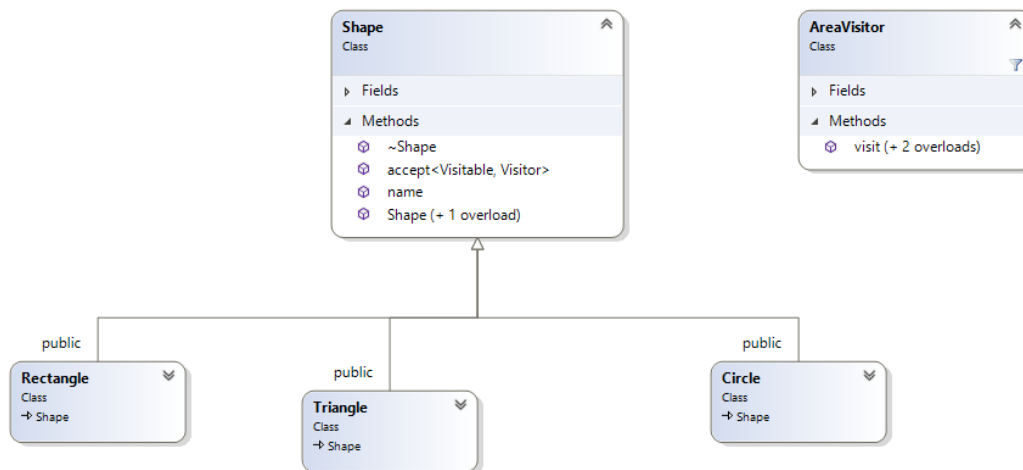 Shape
Class
Fields
Methods
~Shape
accept<Visitable, Visitor>
name
Shape (+ 1 overload)
AreaVisitor
Class
Fields
Methods
visit (+ 2 overloads)
public
Rectangle
Class
Shape
public
Triangle
Class
Shape
public
Circle
Class
Shape